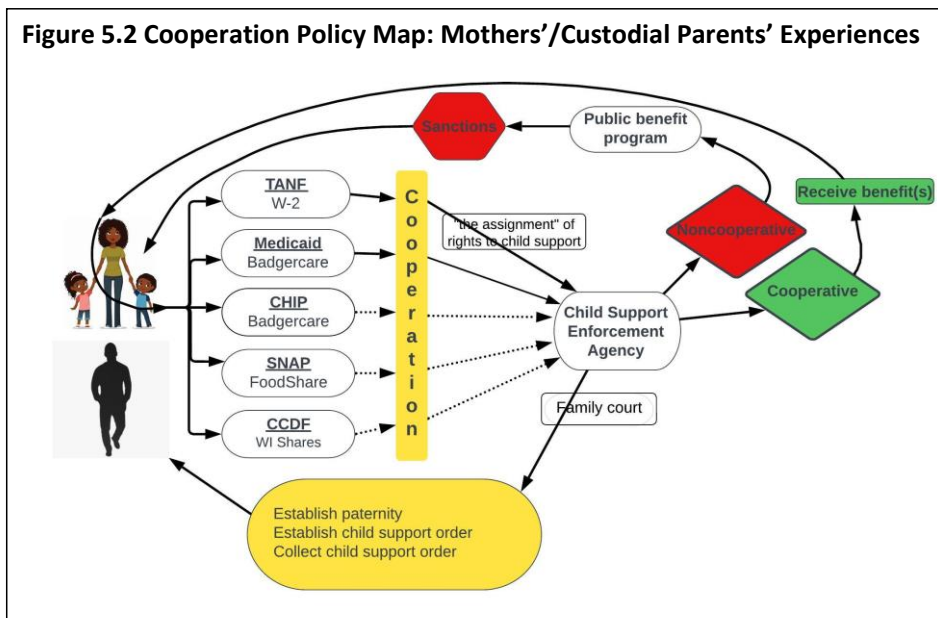 Figure 5.2 Cooperation Policy Map: Mothers’/Custodial Parents’ Experiences
Sanctions
Public benefit
program
TANF
W-2
Medicaid
Badgercare
CHIP
Badgercare
SNAP
FoodShare
CCDF
WI Shares
Cooperation
"the assignment" of
rights to child support
Noncooperative
Receive benefit(s)
Cooperative
Child Support
Enforcement
Agency
Family court
Establish paternity
Establish child support order
Collect child support order